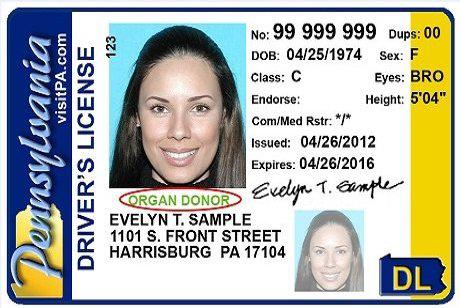 Pennsylvania
visitPA.com
DRIVER'S LICENSE
123
No: 99 999 999 Dups: 00
DOB: 04/25/1974 Sex: F
Class: C Eyes: BRO
Endorse: Height: 5'04"
Com/Med Rstr: */*
Issued: 04/26/2012
Expires: 04/26/2016
Evelyn T. Sample
ORGAN DONOR
EVELYN T. SAMPLE
1101 S. FRONT STREET
HARRISBURG PA 17104
DL